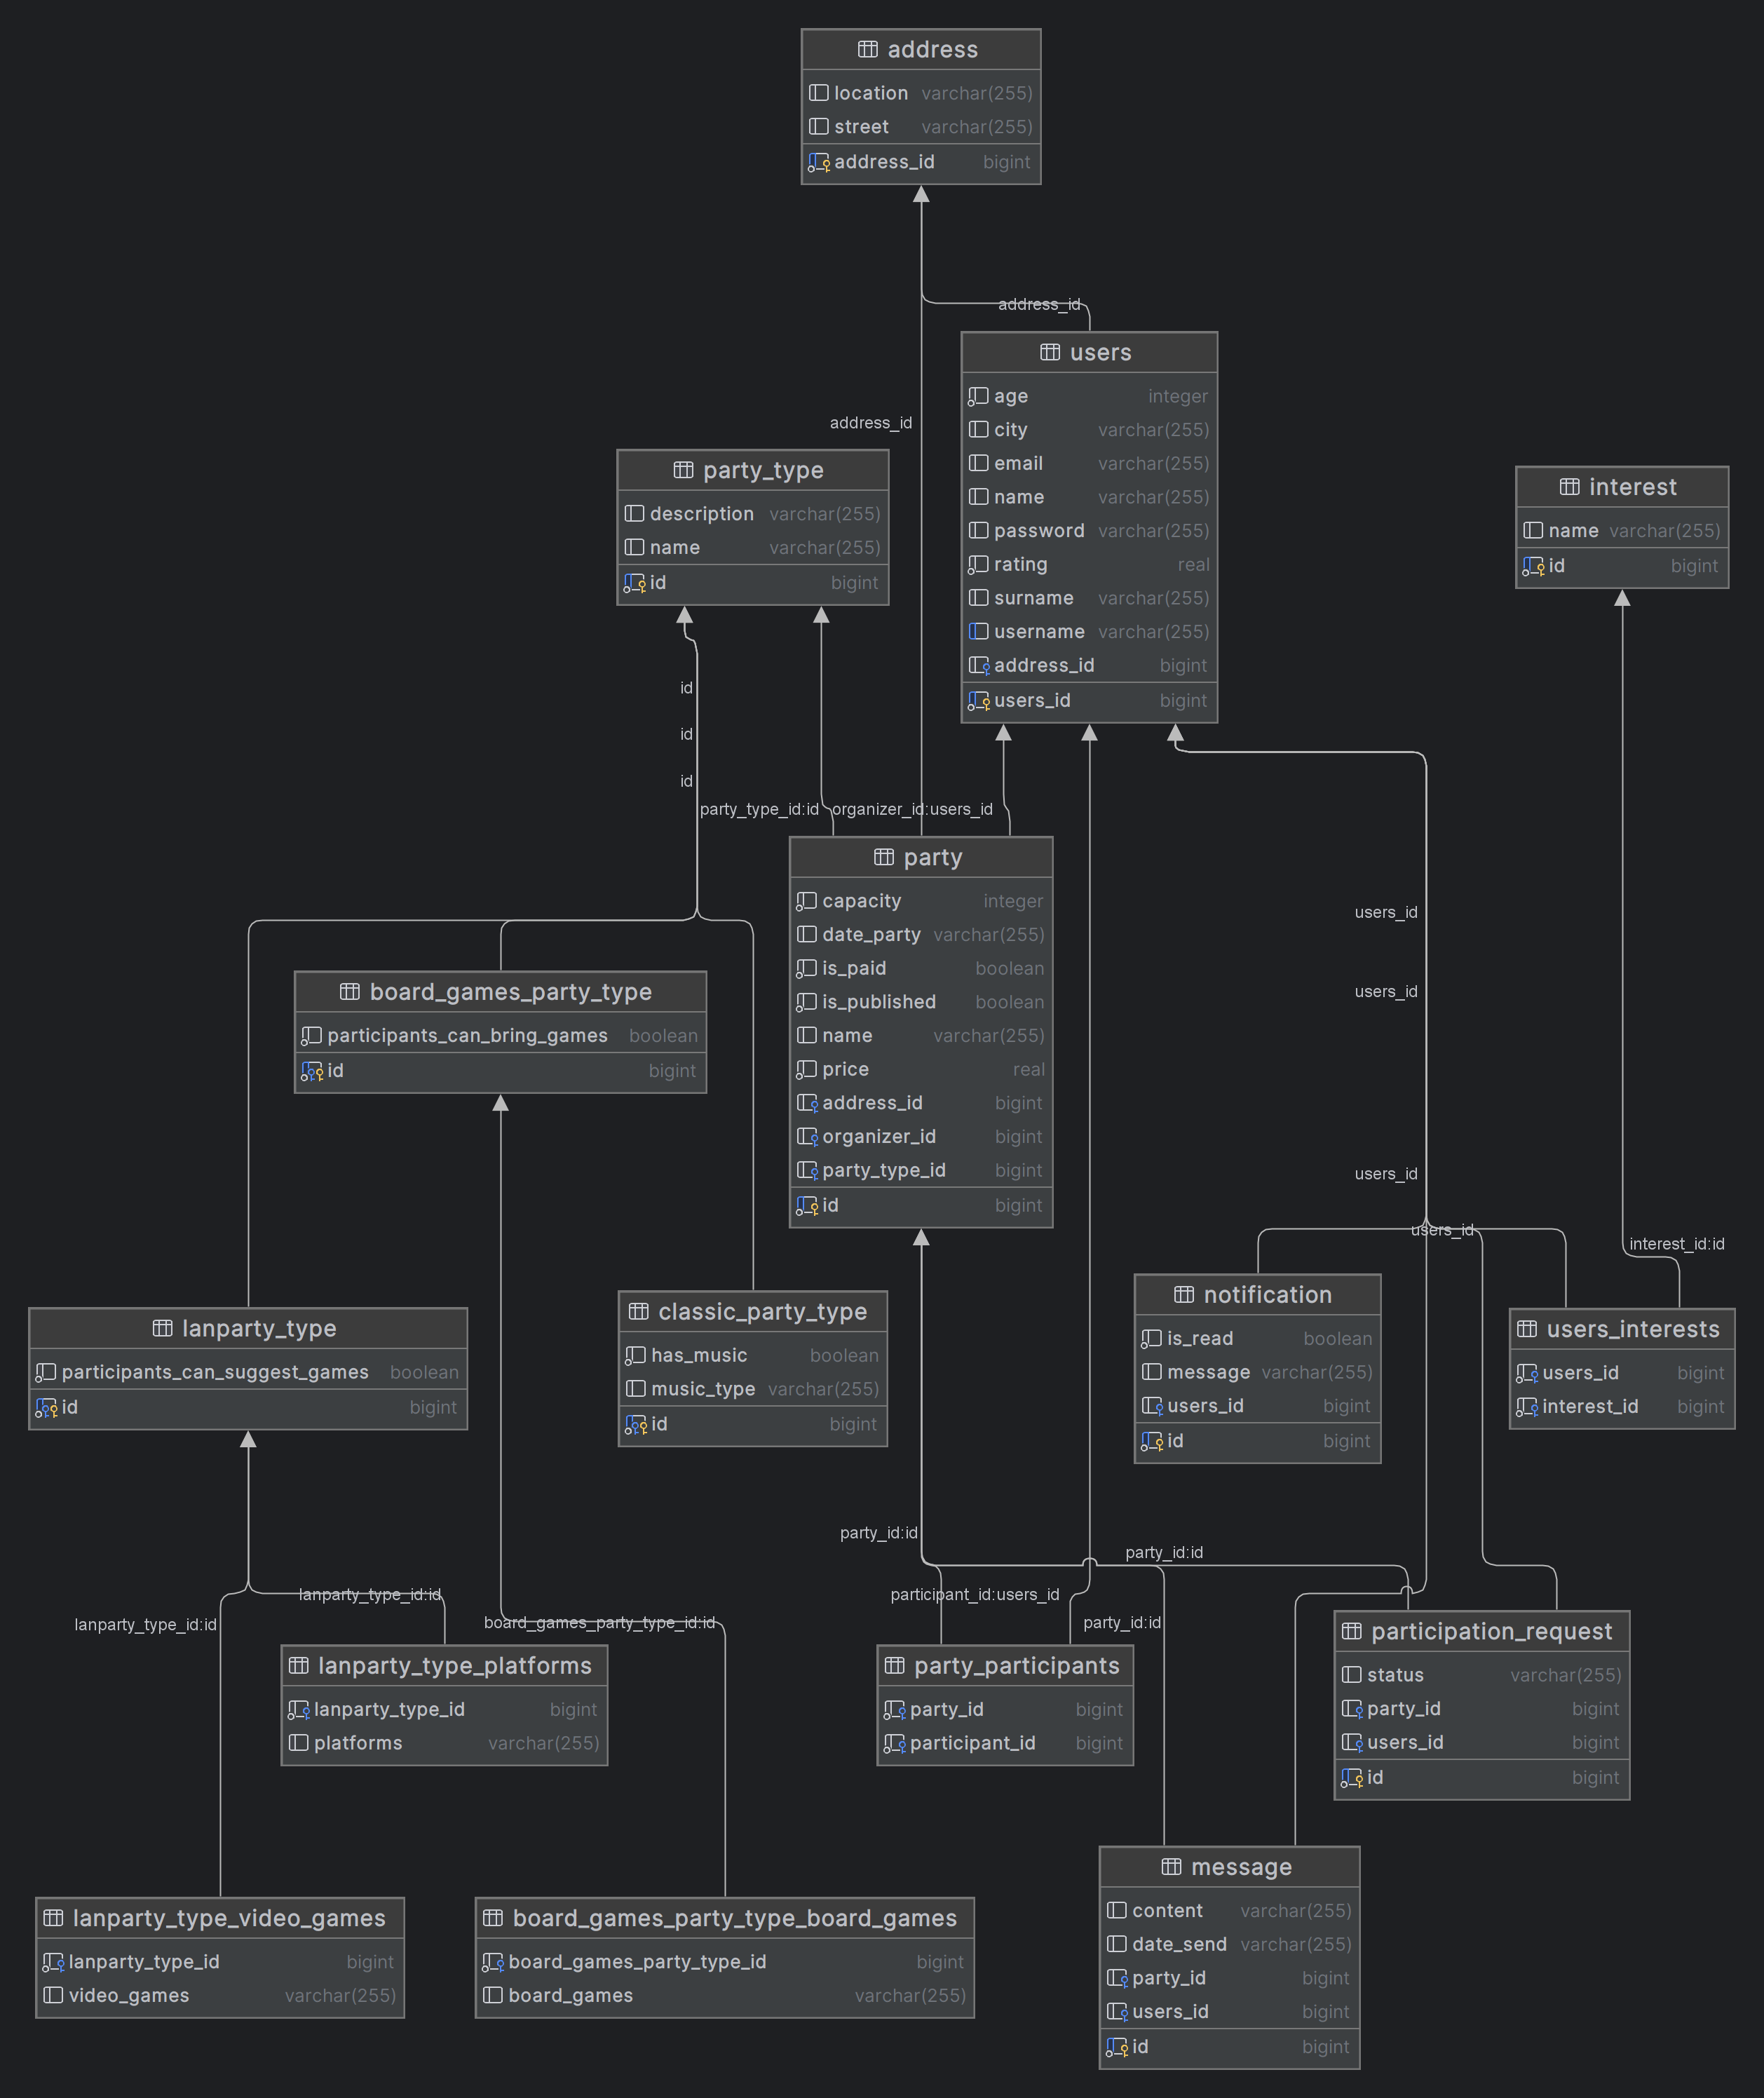 address
location varchar(255)
street varchar(255)
address_id bigint
address_id
users
age integer
city varchar(255)
email varchar(255)
name varchar(255)
password varchar(255)
rating real
surname varchar(255)
username varchar(255)
address_id bigint
users_id bigint
address_id
party_type
description varchar(255)
name varchar(255)
id bigint
interest
name varchar(255)
id bigint
id
id
id
party_type_id:id
organizer_id:users_id
party
capacity integer
date_party varchar(255)
is_paid boolean
is_published boolean
name varchar(255)
price real
address_id bigint
organizer_id bigint
party_type_id bigint
id bigint
users_id
users_id
users_id
users_id
interest_id:id
board_games_party_type
participants_can_bring_games boolean
id bigint
lanparty_type
participants_can_suggest_games boolean
id bigint
classic_party_type
has_music boolean
music_type varchar(255)
id bigint
notification
is_read boolean
message varchar(255)
users_id bigint
id bigint
users_interests
users_id bigint
interest_id bigint
party_id:id
party_id:id
lanparty_type_id:id
participant_id:users_id
lanparty_type_id:id
board_games_party_type_id:id
party_id:id
lanparty_type_platforms
lanparty_type_id bigint
platforms varchar(255)
party_participants
party_id bigint
participant_id bigint
participation_request
status varchar(255)
party_id bigint
users_id bigint
id bigint
lanparty_type_video_games
lanparty_type_id bigint
video_games varchar(255)
board_games_party_type_board_games
board_games_party_type_id bigint
board_games varchar(255)
message
content varchar(255)
date_send varchar(255)
party_id bigint
users_id bigint
id bigint